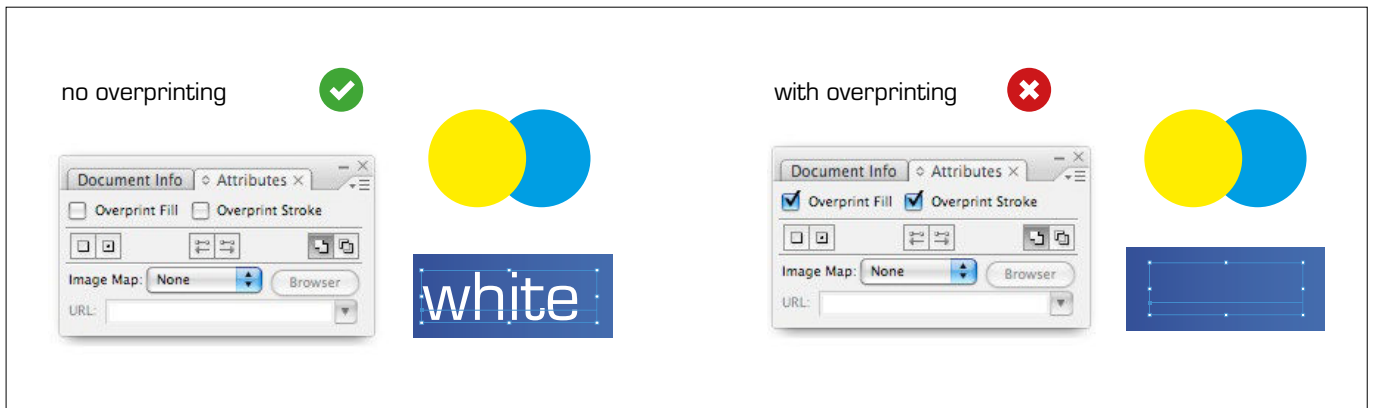 no overprinting
Document Info Attributes
Overprint Fill Overprint Stroke
Image Map: None Browser
URL:
white
with overprinting
Document Info Attributes
Overprint Fill Overprint Stroke
Image Map: None Browser
URL: